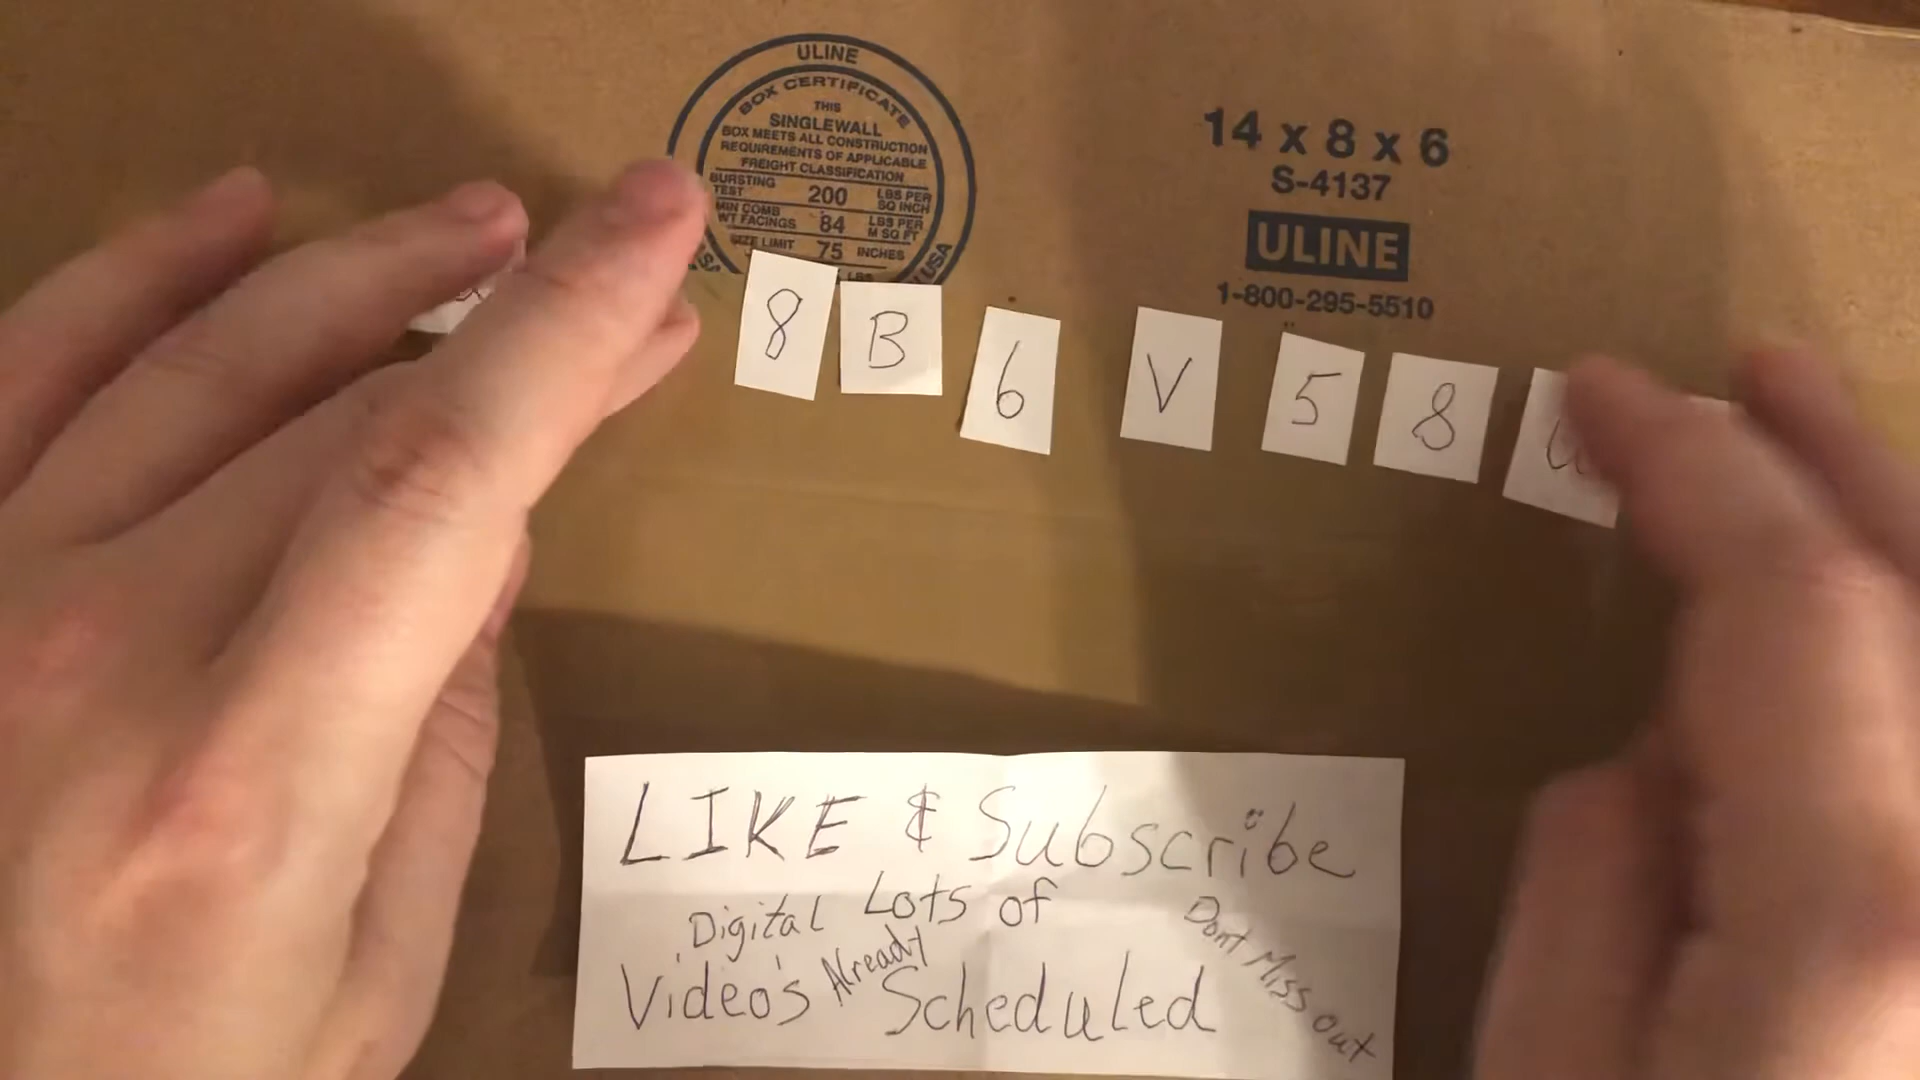 ULINE
BOX CERTIFICATE
THIS
SINGLEWALL
BOX MEETS ALL CONSTRUCTION
REQUIREMENTS OF APPLICABLE
FREIGHT CLASSIFICATION
BURSTING TEST 200 LBS PER SQ INCH
MIN COMB WT FACINGS 84 LBS PER M SQ FT
SIZE LIMIT 75 INCHES
LBS
USA
14 x 8 x 6
S-4137
ULINE
1-800-295-5510
8 B 6 V 5 8
LIKE & Subscribe
Digital Lots of
Video's Already Scheduled
Dont Miss out